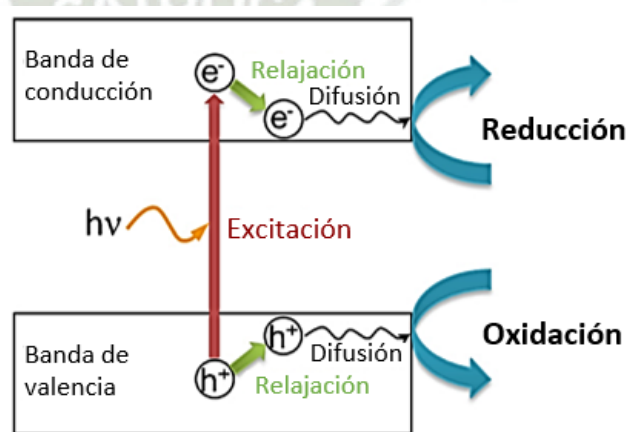 Banda de
conducción
e⁻
Relajación
e⁻
Difusión
Reducción
hν
Excitación
Oxidación
h⁺
Difusión
Banda de
valencia
h⁺
Relajación